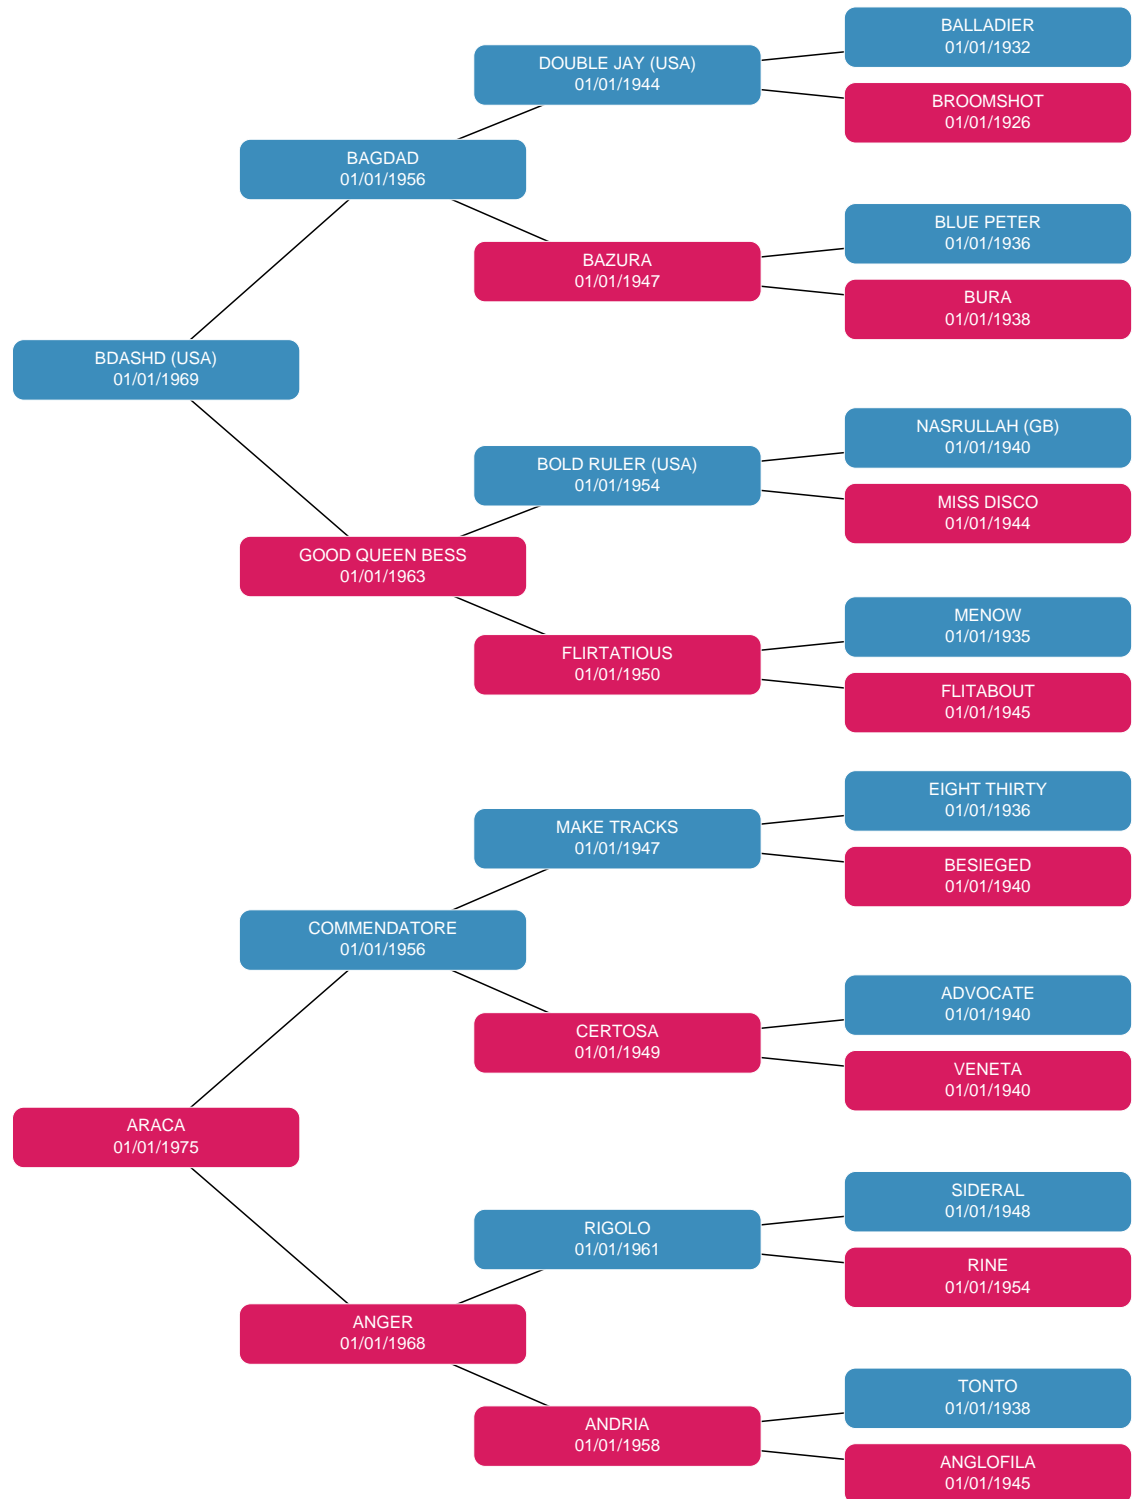 BALLADIER
01/01/1932
DOUBLE JAY (USA)
01/01/1944
BROOMSHOT
01/01/1926
BAGDAD
01/01/1956
BLUE PETER
01/01/1936
BAZURA
01/01/1947
BURA
01/01/1938
BDASHD (USA)
01/01/1969
NASRULLAH (GB)
01/01/1940
BOLD RULER (USA)
01/01/1954
MISS DISCO
01/01/1944
GOOD QUEEN BESS
01/01/1963
MENOW
01/01/1935
FLIRTATIOUS
01/01/1950
FLITABOUT
01/01/1945
EIGHT THIRTY
01/01/1936
MAKE TRACKS
01/01/1947
BESIEGED
01/01/1940
COMMENDATORE
01/01/1956
ADVOCATE
01/01/1940
CERTOSA
01/01/1949
VENETA
01/01/1940
ARACA
01/01/1975
SIDERAL
01/01/1948
RIGOLO
01/01/1961
RINE
01/01/1954
ANGER
01/01/1968
TONTO
01/01/1938
ANDRIA
01/01/1958
ANGLOFILA
01/01/1945